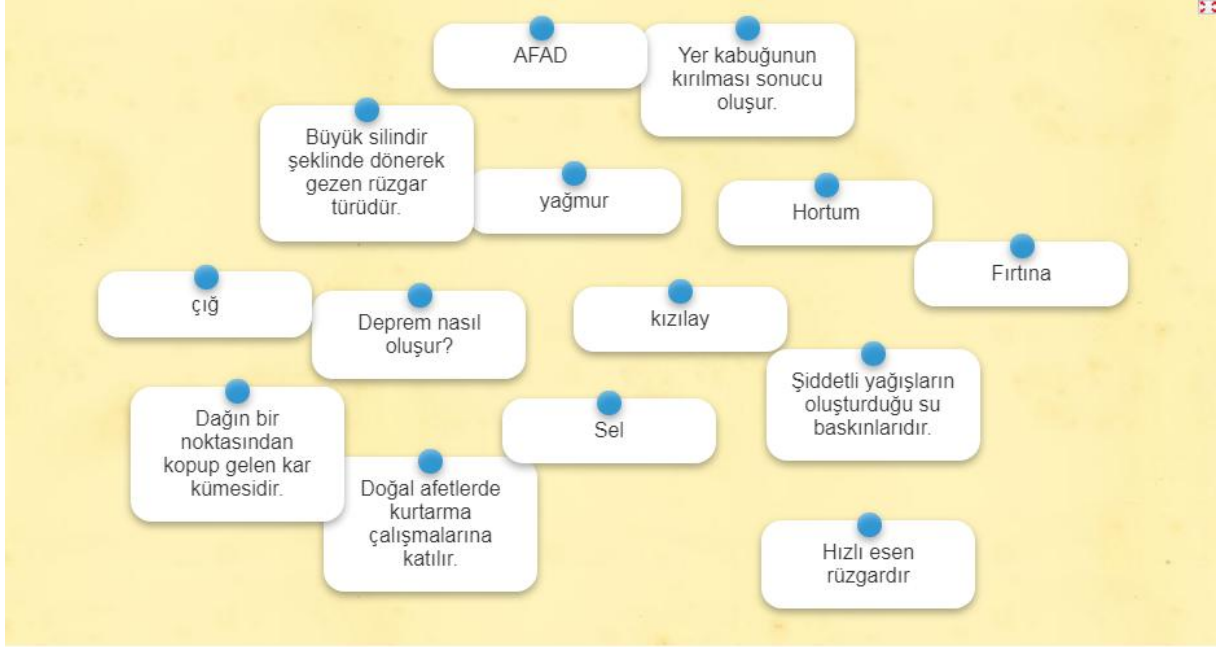 AFAD
Yer kabuğunun
kırılması sonucu
oluşur.
Büyük silindir
şeklinde dönerek
gezen rüzgar
türüdür.
yağmur
Hortum
Fırtına
çığ
Deprem nasıl
oluşur?
kızılay
Şiddetli yağışların
oluşturduğu su
baskınlarıdır.
Dağın bir
noktasından
kopup gelen kar
kümesidir.
Sel
Doğal afetlerde
kurtarma
çalışmalarına
katılır.
Hızlı esen
rüzgardır